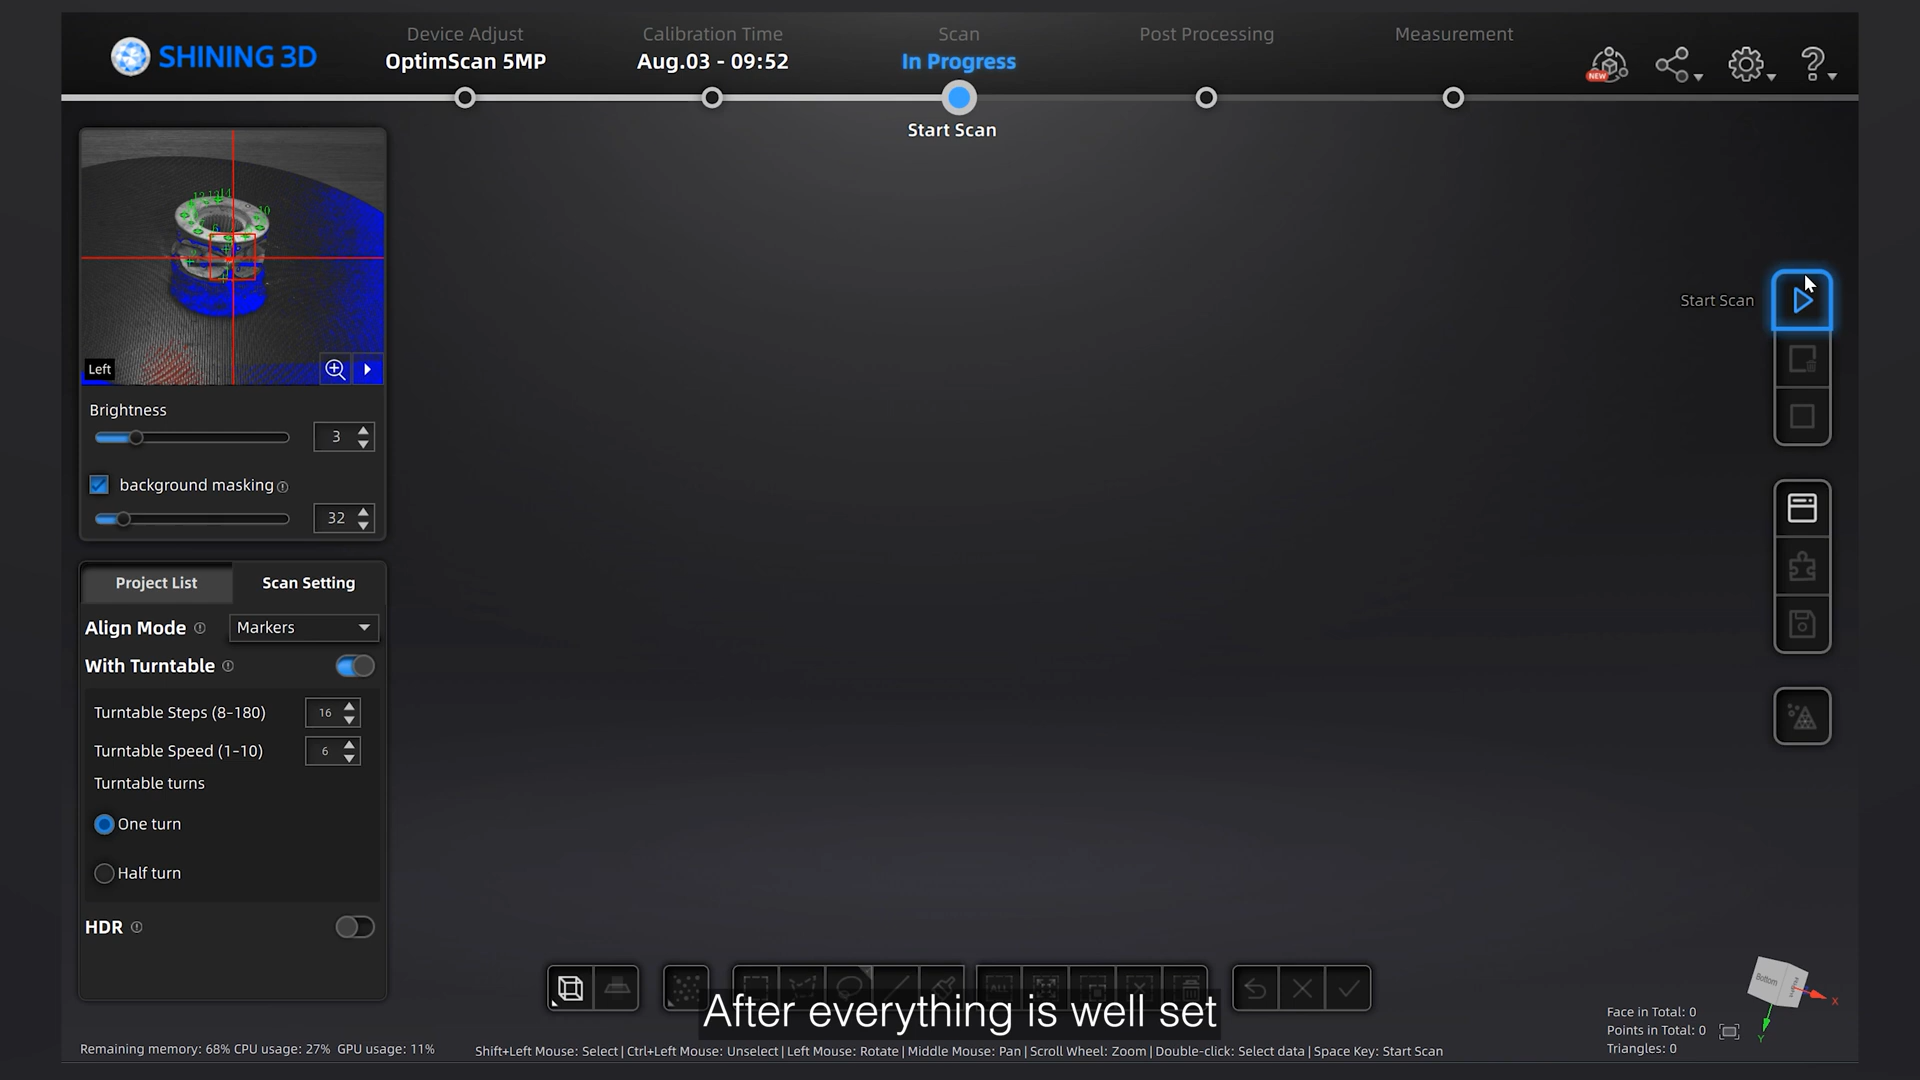 SHINING 3D
Device Adjust
OptimScan 5MP
Calibration Time
Aug.03 - 09:52
Scan
In Progress
Start Scan
Post Processing
Measurement
NEW
Left
Brightness
3
background masking
32
Project List
Scan Setting
Align Mode
Markers
With Turntable
Turntable Steps (8-180)
16
Turntable Speed (1-10)
6
Turntable turns
One turn
Half turn
HDR
Start Scan
ALL
After everything is well set
Bottom
X
Y
Face in Total: 0
Points in Total: 0
Triangles: 0
Remaining memory: 68% CPU usage: 27% GPU usage: 11%
Shift+Left Mouse: Select | Ctrl+Left Mouse: Unselect | Left Mouse: Rotate | Middle Mouse: Pan | Scroll Wheel: Zoom | Double-click: Select data | Space Key: Start Scan